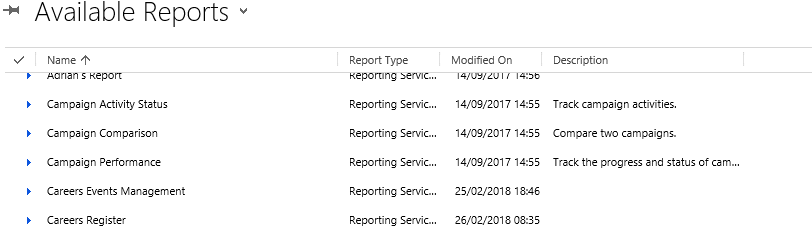 Available Reports
Name Report Type Modified On Description
Adrian's Report Reporting Servic... 14/09/2017 14:56
Campaign Activity Status Reporting Servic... 14/09/2017 14:55 Track campaign activities.
Campaign Comparison Reporting Servic... 14/09/2017 14:55 Compare two campaigns.
Campaign Performance Reporting Servic... 14/09/2017 14:55 Track the progress and status of cam...
Careers Events Management Reporting Servic... 25/02/2018 18:46
Careers Register Reporting Servic... 26/02/2018 08:35